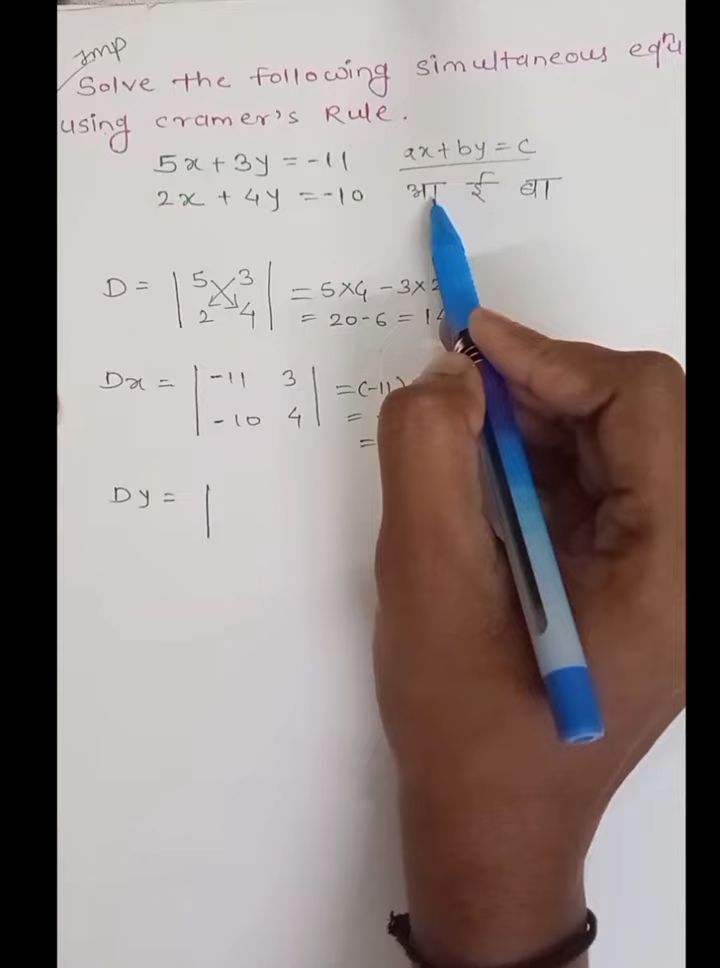 Imp
Solve the following simultaneous eqn
using cramer's Rule.
5x + 3y = -11
2x + 4y = -10
ax + by = c
आ ई बा
D = | 5 3 | = 5×4 - 3×2
2 4 = 20 - 6 = 14
Dx = | -11 3 | = (-11)
-10 4 =
=
Dy = |